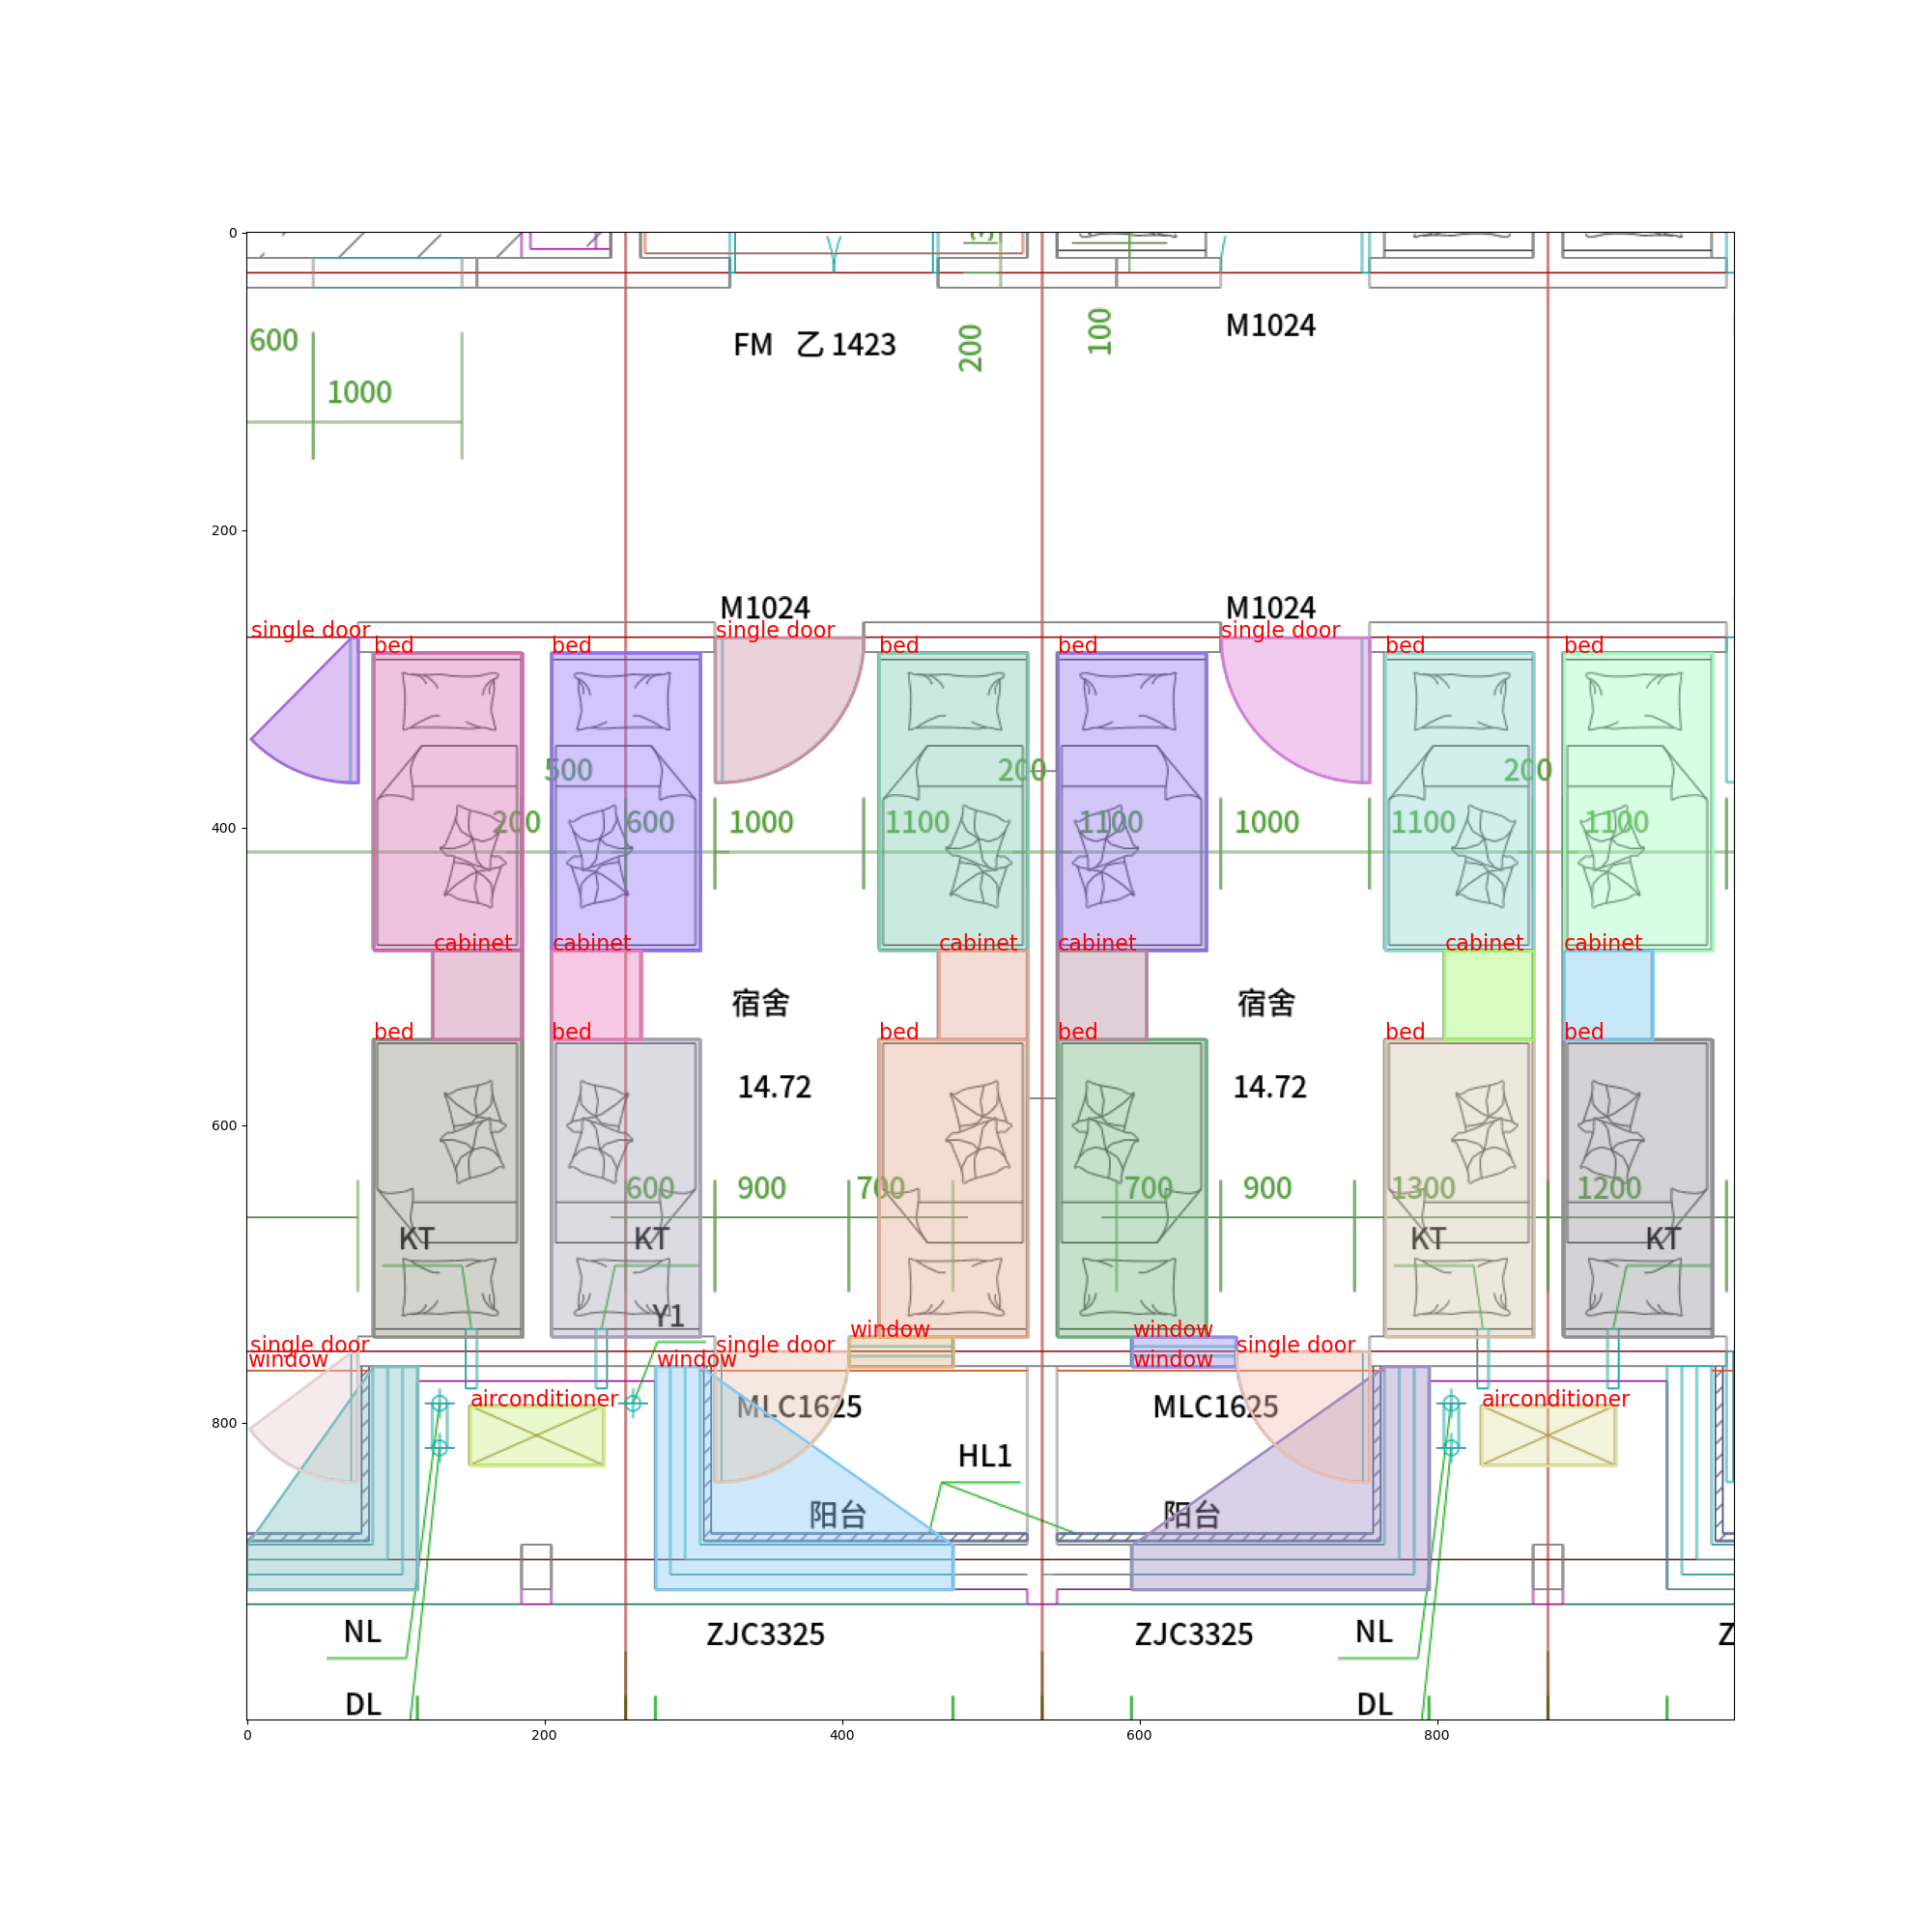 0
3
600
1000
FM 乙 1423
200
100
M1024
200
M1024
M1024
single door
single door
single door
bed
bed
bed
bed
bed
bed
500
200
200
400
200
600
1000
1100
1100
1000
1100
1100
cabinet
cabinet
cabinet
cabinet
cabinet
cabinet
宿舍
宿舍
bed
bed
bed
bed
bed
bed
14.72
14.72
600
600
900
700
700
900
1300
1200
KT
KT
KT
KT
Y1
window
window
single door
single door
single door
window
window
window
airconditioner
airconditioner
MLC1625
MLC1625
800
HL1
阳台
阳台
NL
ZJC3325
ZJC3325
NL
Z
DL
DL
0
200
400
600
800